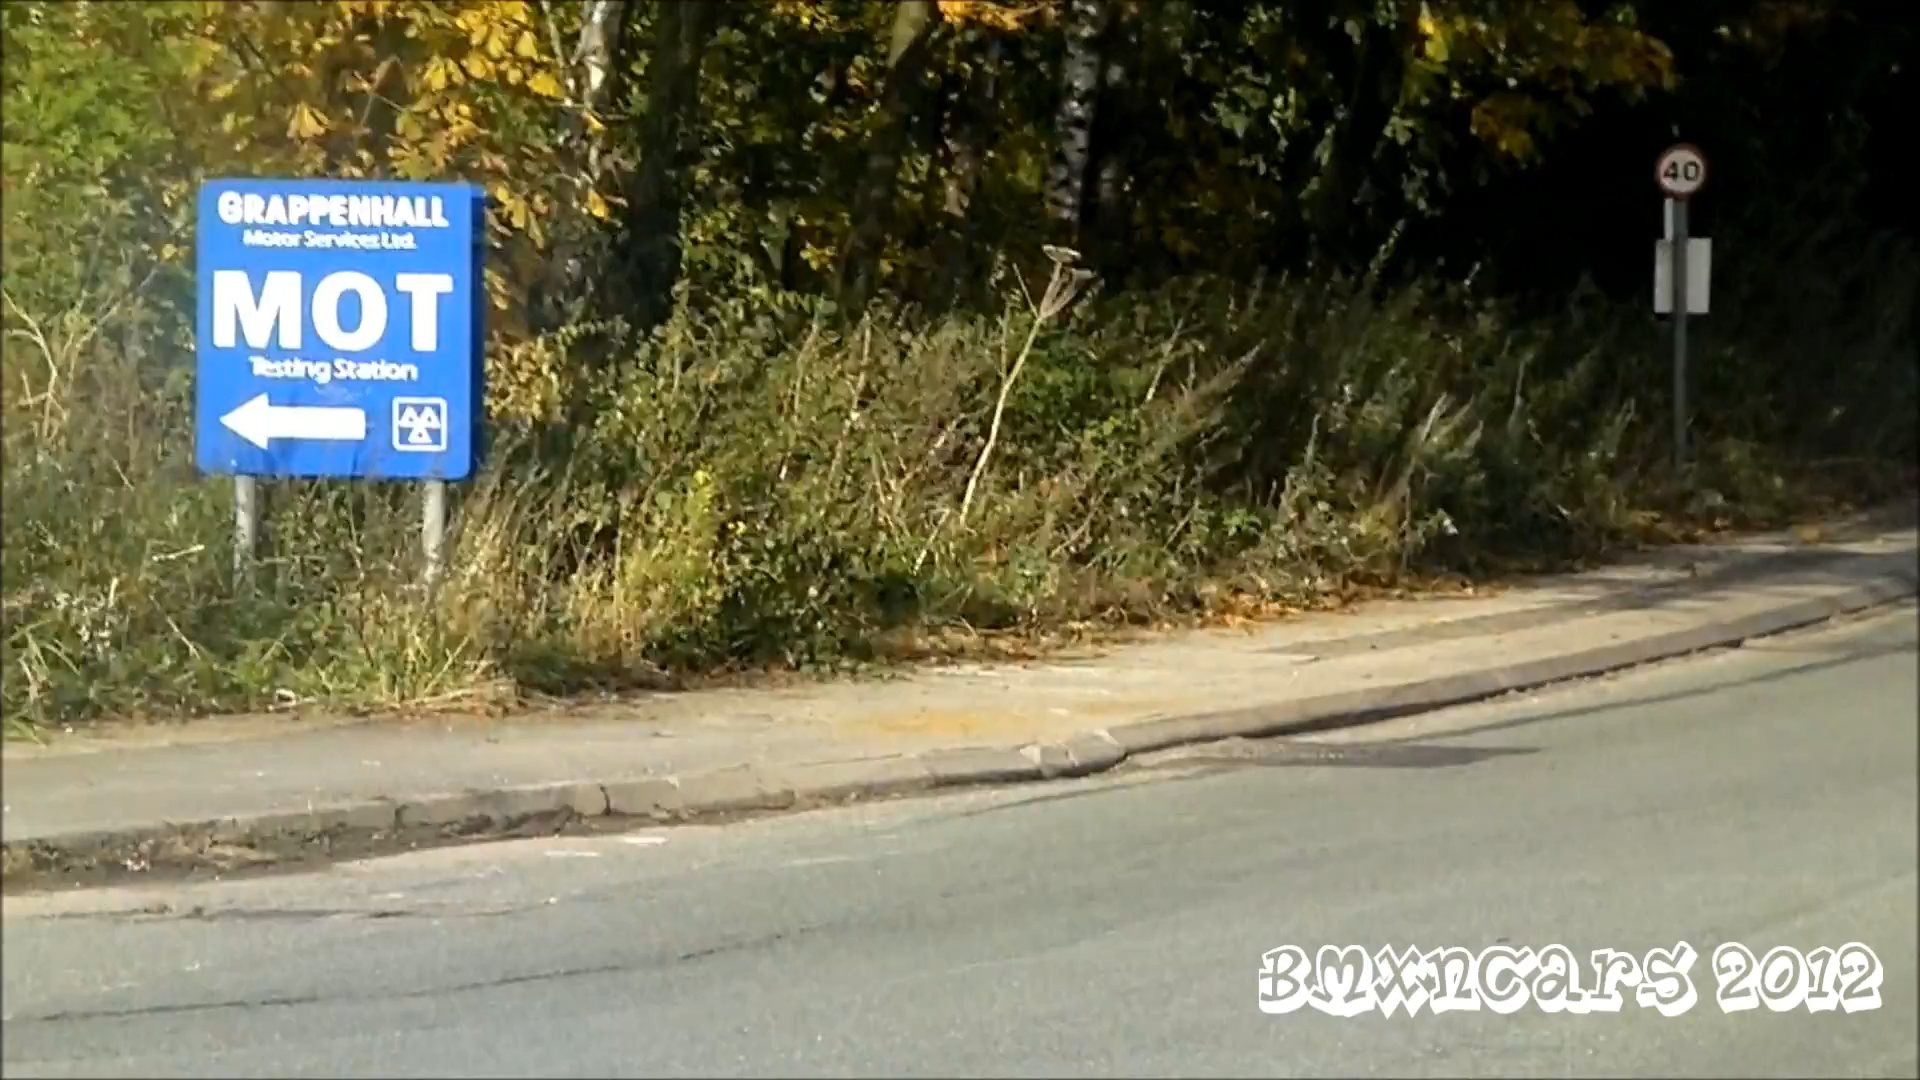 GRAPPENHALL
Motor Services Ltd.
MOT
Testing Station
40
BMXnCars 2012